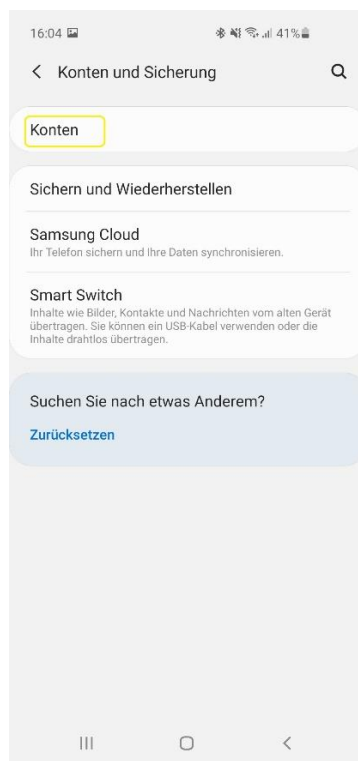 16:04 41%
Konten und Sicherung
Konten
Sichern und Wiederherstellen
Samsung Cloud
Ihr Telefon sichern und Ihre Daten synchronisieren.
Smart Switch
Inhalte wie Bilder, Kontakte und Nachrichten vom alten Gerät
übertragen. Sie können ein USB-Kabel verwenden oder die
Inhalte drahtlos übertragen.
Suchen Sie nach etwas Anderem?
Zurücksetzen